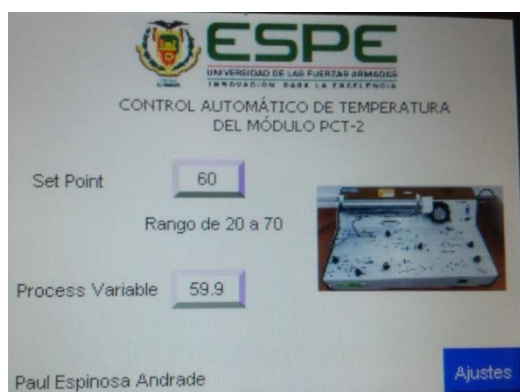 ESPE
UNIVERSIDAD DE LAS FUERZAS ARMADAS
INNOVACIÓN PARA LA EXCELENCIA
CONTROL AUTOMÁTICO DE TEMPERATURA
DEL MÓDULO PCT-2
Set Point 60
Rango de 20 a 70
Process Variable 59.9
Paul Espinosa Andrade
Ajustes